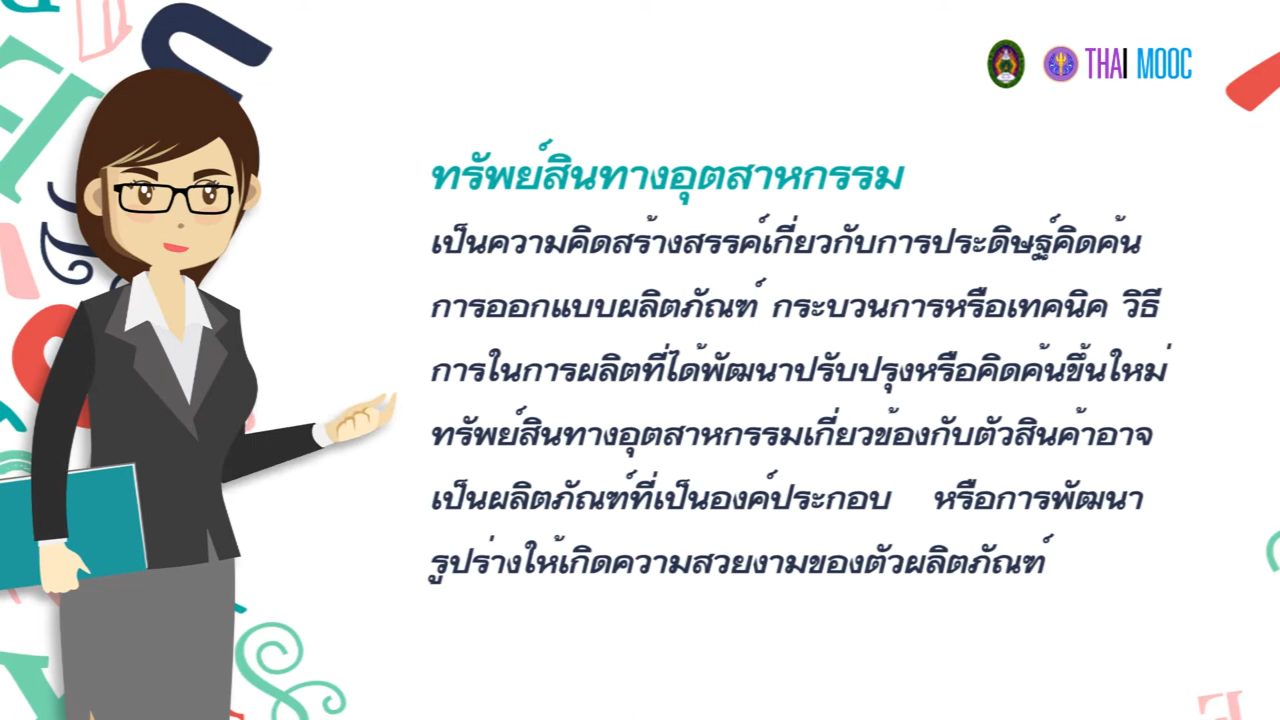 THAI MOOC
ทรัพย์สินทางอุตสาหกรรม
เป็นความคิดสร้างสรรค์เกี่ยวกับการประดิษฐ์คิดค้น
การออกแบบผลิตภัณฑ์ กระบวนการหรือเทคนิค วิธี
การในการผลิตที่ได้พัฒนาปรับปรุงหรือคิดค้นขึ้นใหม่
ทรัพย์สินทางอุตสาหกรรมเกี่ยวข้องกับตัวสินค้าอาจ
เป็นผลิตภัณฑ์ที่เป็นองค์ประกอบ หรือการพัฒนา
รูปร่างให้เกิดความสวยงามของตัวผลิตภัณฑ์